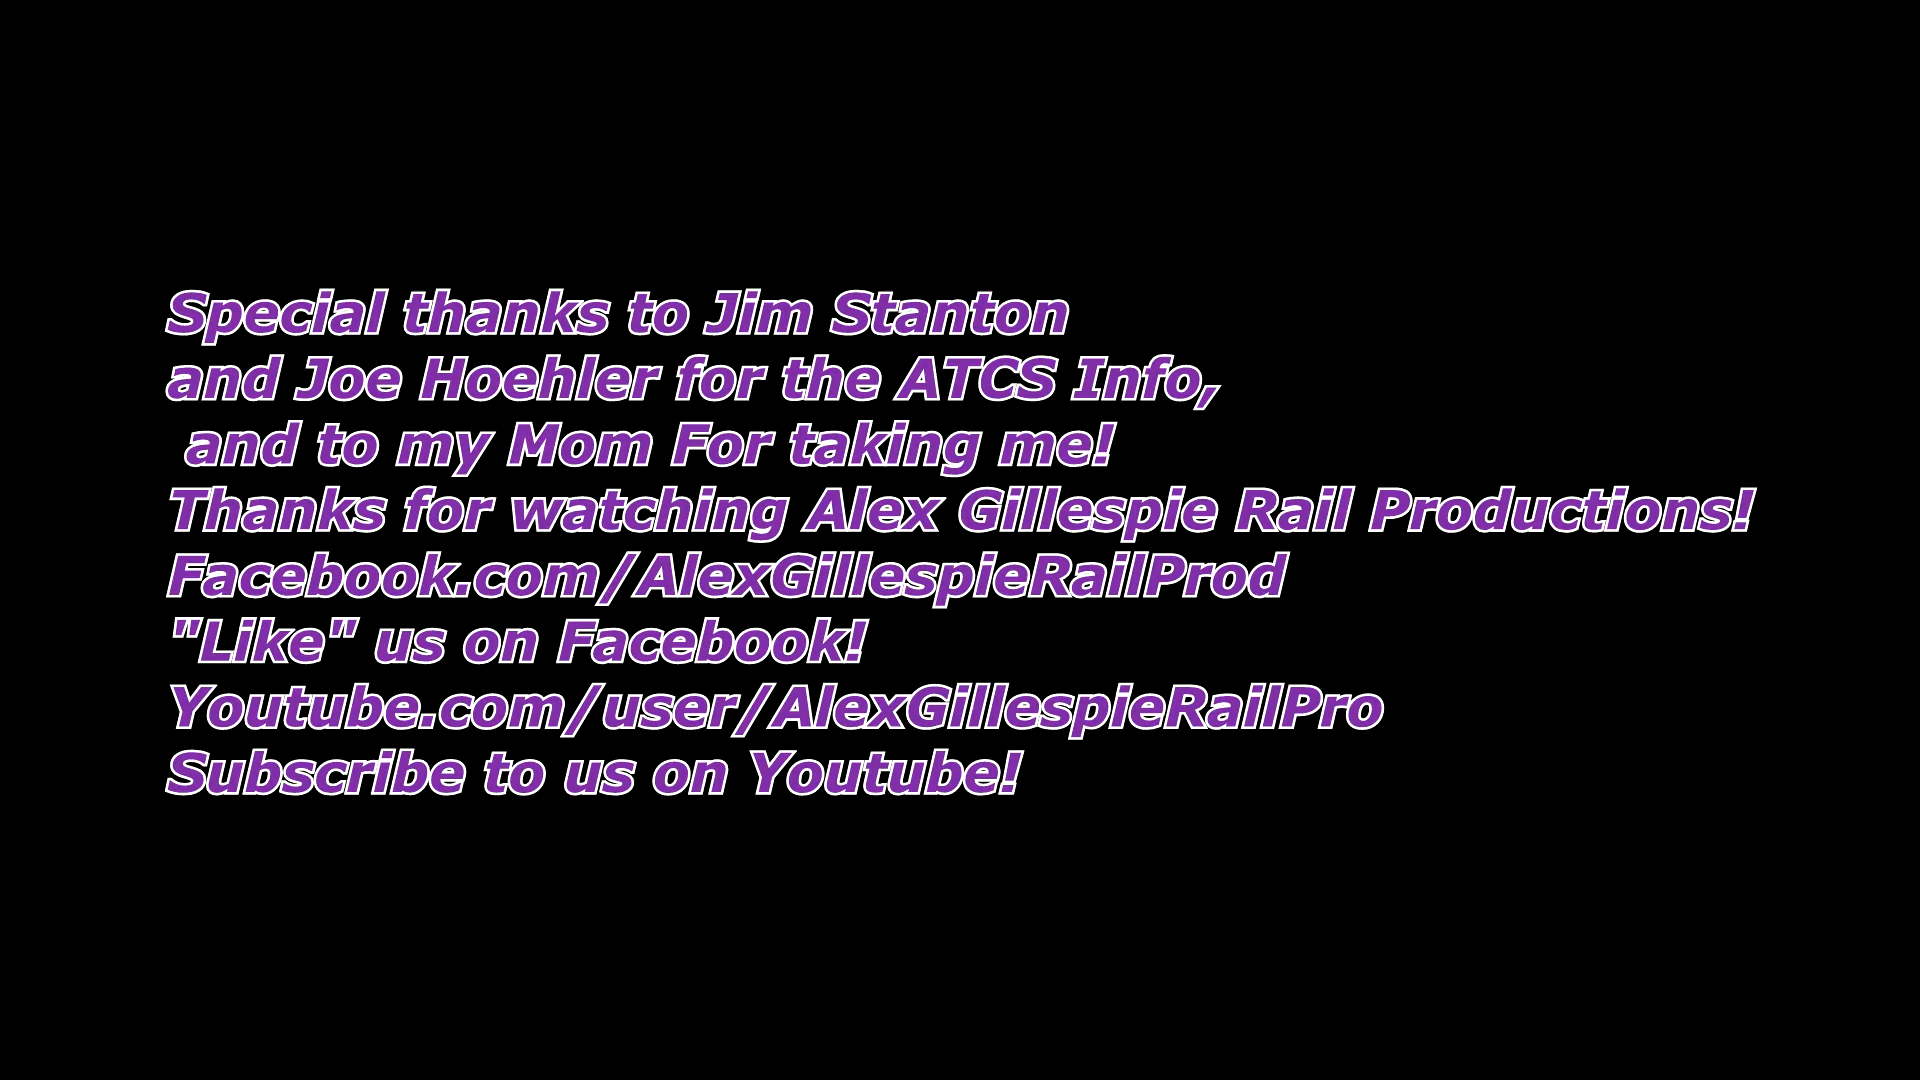 Special thanks to Jim Stanton
and Joe Hoehler for the ATCS Info,
and to my Mom For taking me!
Thanks for watching Alex Gillespie Rail Productions!
Facebook.com/AlexGillespieRailProd
"Like" us on Facebook!
Youtube.com/user/AlexGillespieRailPro
Subscribe to us on Youtube!